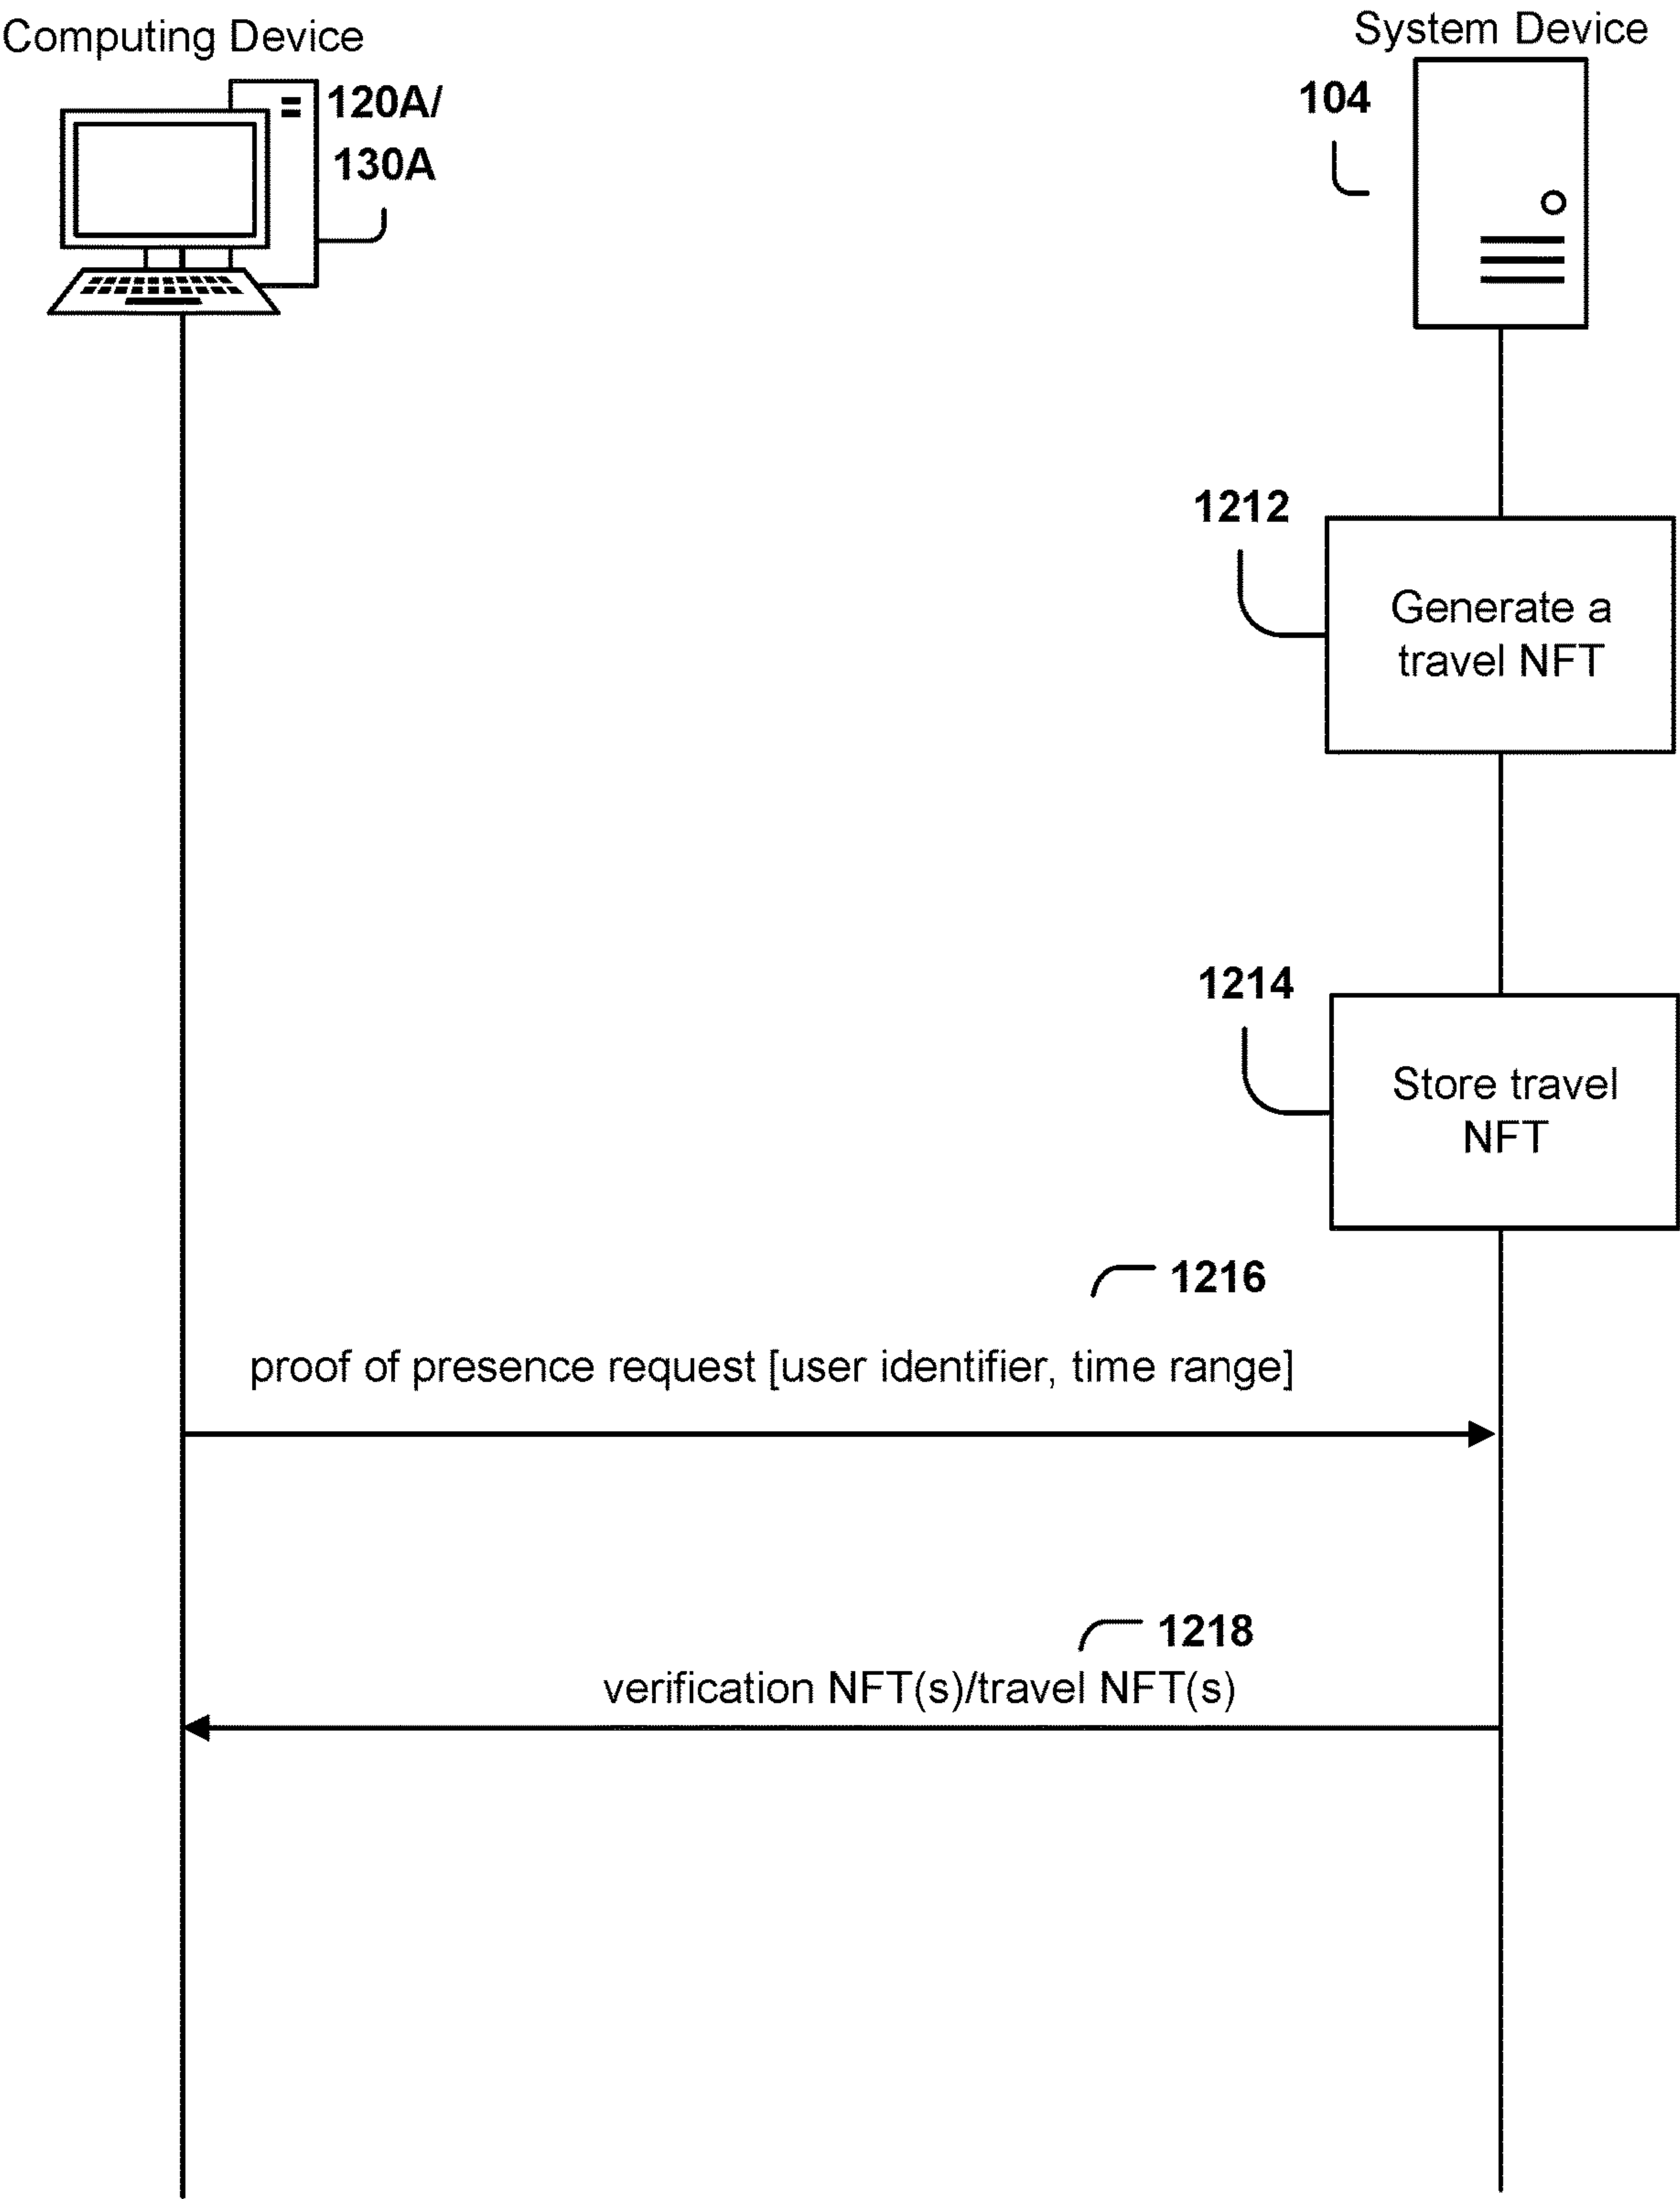 Computing Device
System Device
120A/
130A
104
1212
Generate a
travel NFT
1214
Store travel
NFT
1216
proof of presence request [user identifier, time range]
1218
verification NFT(s)/travel NFT(s)